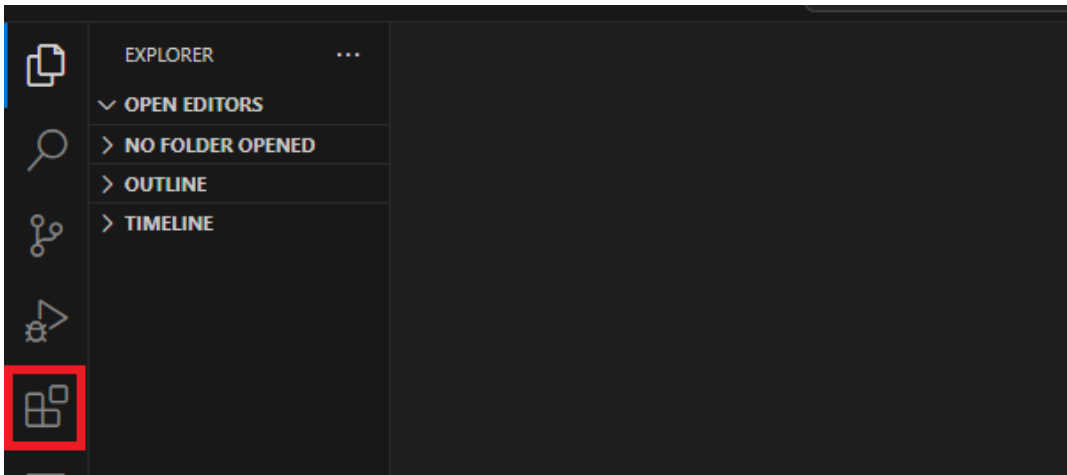 EXPLORER
OPEN EDITORS
NO FOLDER OPENED
OUTLINE
TIMELINE